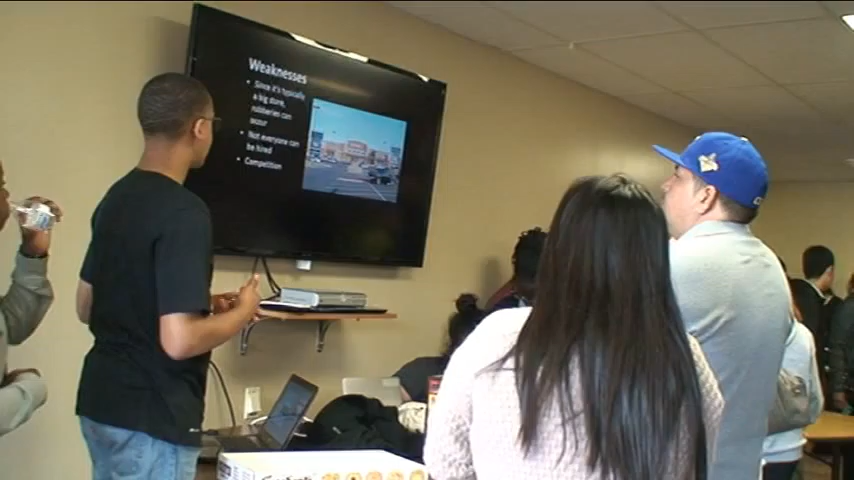 Weaknesses
• Since it's typically
a big store,
robberies can
occur
• Not everyone can
be hired
• Competition